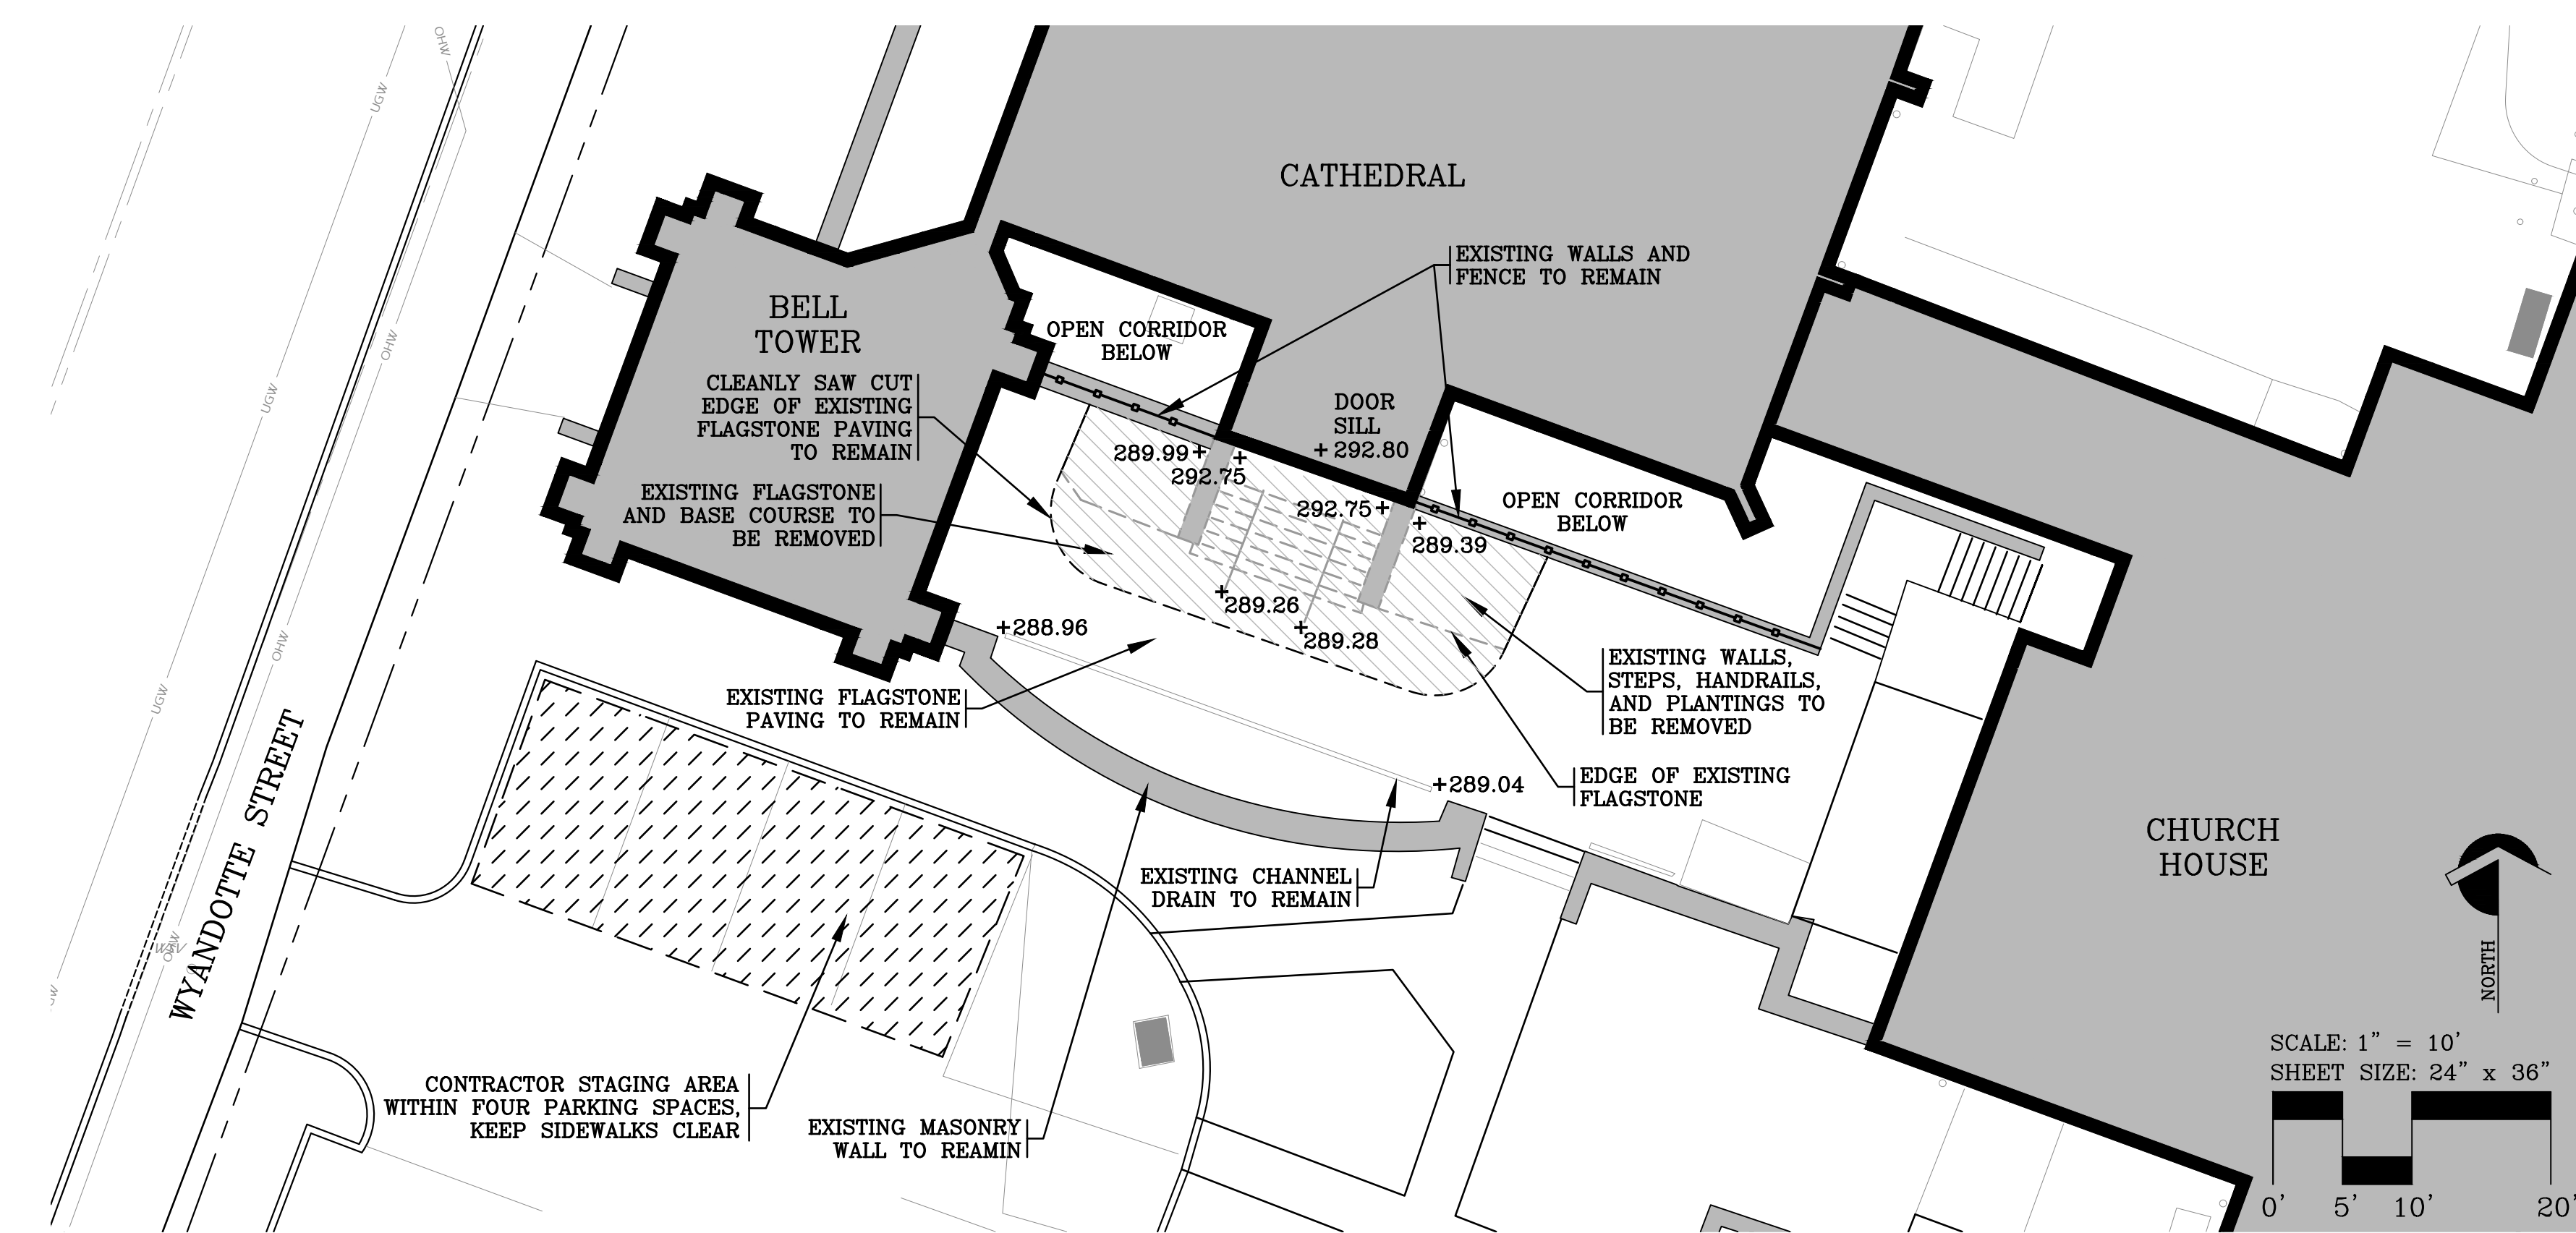 OHW
UGW
CATHEDRAL
EXISTING WALLS AND
FENCE TO REMAIN
BELL
TOWER
OPEN CORRIDOR
BELOW
OHW
UGW
CLEANLY SAW CUT
EDGE OF EXISTING
FLAGSTONE PAVING
TO REMAIN
DOOR
SILL
+292.80
289.99+
+
292.75
EXISTING FLAGSTONE
AND BASE COURSE TO
BE REMOVED
292.75+
+
289.39
OPEN CORRIDOR
BELOW
+
289.26
+288.96
+
289.28
OHW
UGW
EXISTING WALLS,
STEPS, HANDRAILS,
AND PLANTINGS TO
BE REMOVED
EXISTING FLAGSTONE
PAVING TO REMAIN
EDGE OF EXISTING
FLAGSTONE
+289.04
WYANDOTTE STREET
CHURCH
HOUSE
EXISTING CHANNEL
DRAIN TO REMAIN
NORTH
SCALE: 1” = 10’
SHEET SIZE: 24” x 36”
CONTRACTOR STAGING AREA
WITHIN FOUR PARKING SPACES,
KEEP SIDEWALKS CLEAR
EXISTING MASONRY
WALL TO REAMIN
0’ 5’ 10’ 20’